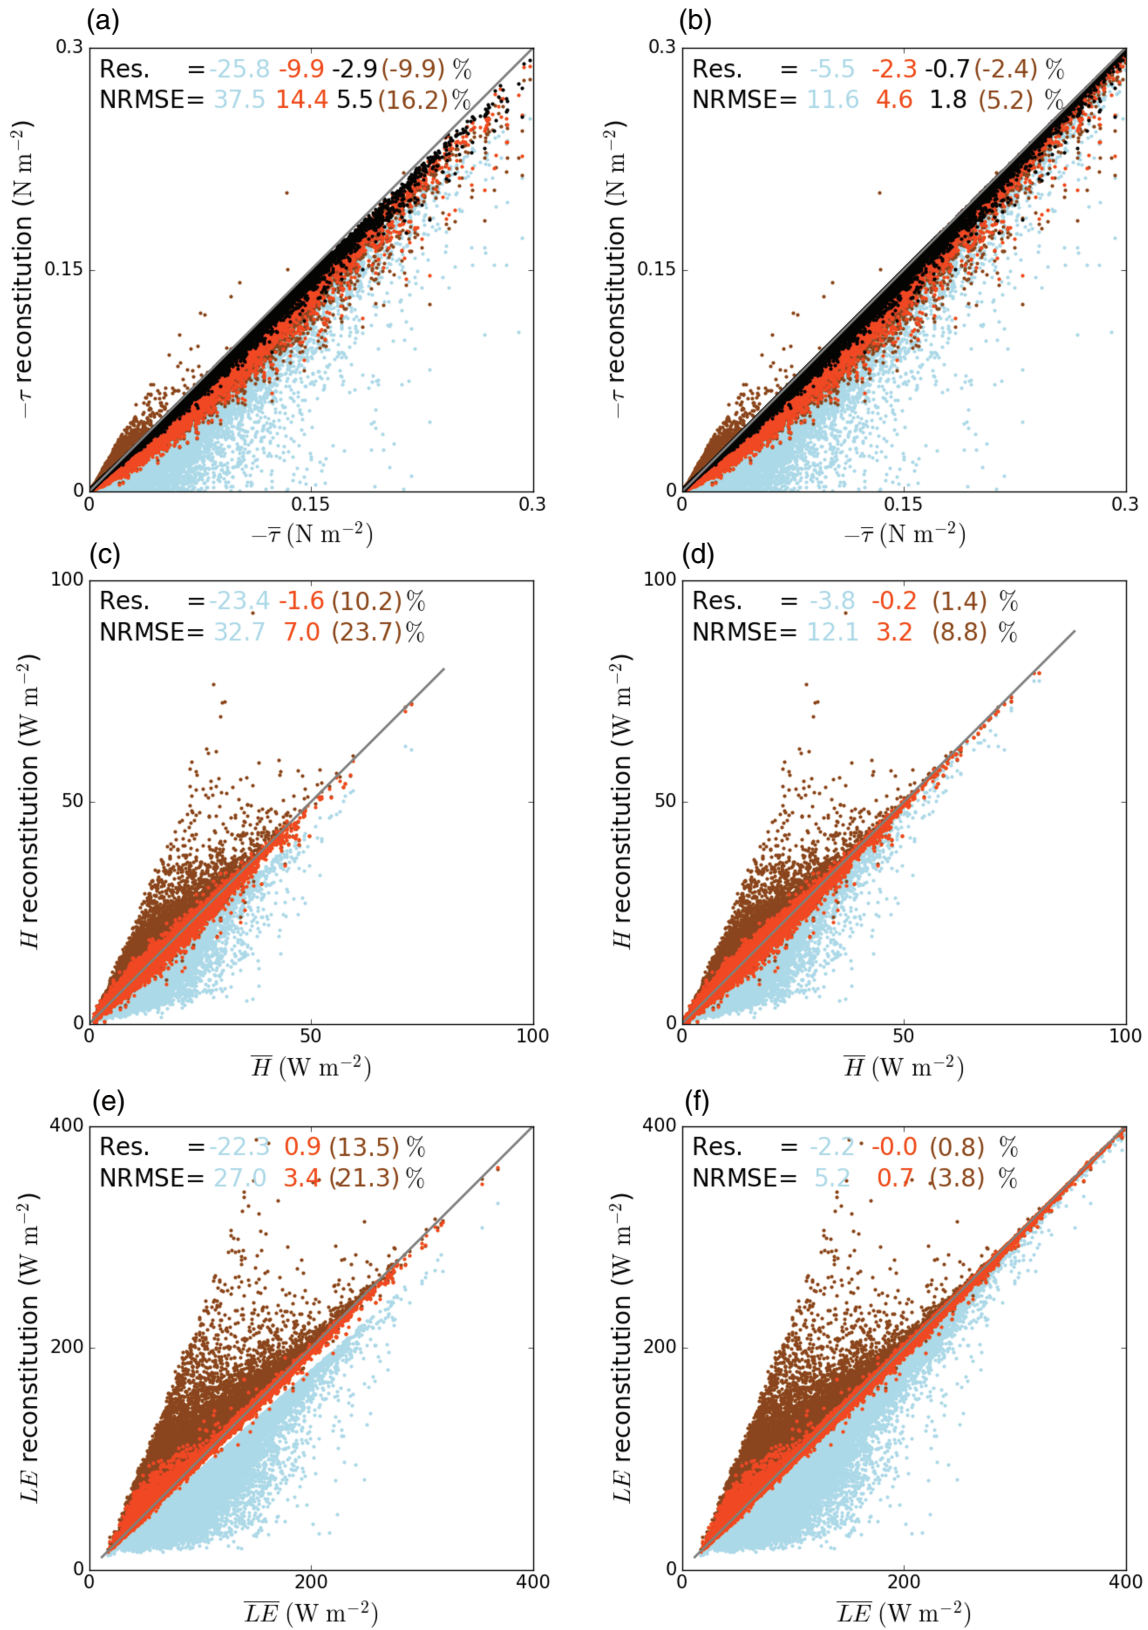 (a)
0.3
Res. =-25.8 -9.9 -2.9(-9.9) %
NRMSE= 37.5 14.4 5.5 (16.2)%
−τ reconstitution (N m−2)
0.15
0
0 0.15 0.3
−τ̅ (N m−2)
(b)
0.3
Res. = -5.5 -2.3 -0.7 (-2.4) %
NRMSE= 11.6 4.6 1.8 (5.2) %
−τ reconstitution (N m−2)
0.15
0
0 0.15 0.3
−τ̅ (N m−2)
(c)
100
Res. =-23.4 -1.6 (10.2)%
NRMSE= 32.7 7.0 (23.7)%
H reconstitution (W m−2)
50
0
0 50 100
H̅ (W m−2)
(d)
100
Res. = -3.8 -0.2 (1.4) %
NRMSE= 12.1 3.2 (8.8) %
H reconstitution (W m−2)
50
0
0 50 100
H̅ (W m−2)
(e)
400
Res. =-22.3 0.9 (13.5) %
NRMSE= 27.0 3.4 (21.3)%
LE reconstitution (W m−2)
200
0
0 200 400
L̅E̅ (W m−2)
(f)
400
Res. = -2.2 -0.0 (0.8) %
NRMSE= 5.2 0.7 (3.8) %
LE reconstitution (W m−2)
200
0
0 200 400
L̅E̅ (W m−2)